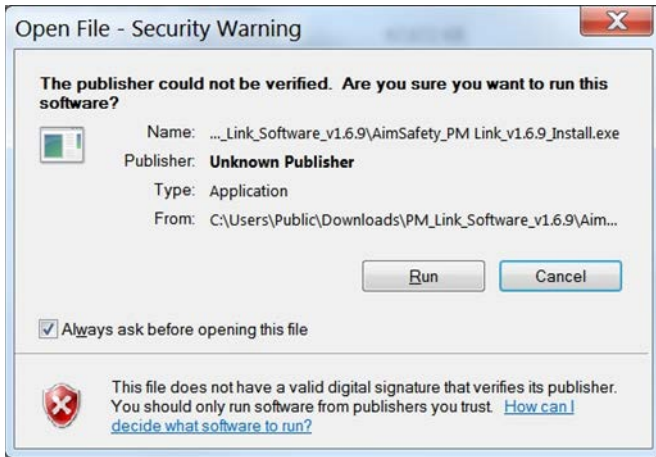 Open File - Security Warning
The publisher could not be verified.  Are you sure you want to run this
software?
Name: ..._Link_Software_v1.6.9\AimSafety_PM Link_v1.6.9_Install.exe
Publisher: Unknown Publisher
Type: Application
From: C:\Users\Public\Downloads\PM_Link_Software_v1.6.9\Aim...
Run Cancel
Always ask before opening this file
This file does not have a valid digital signature that verifies its publisher.
You should only run software from publishers you trust. How can I
decide what software to run?